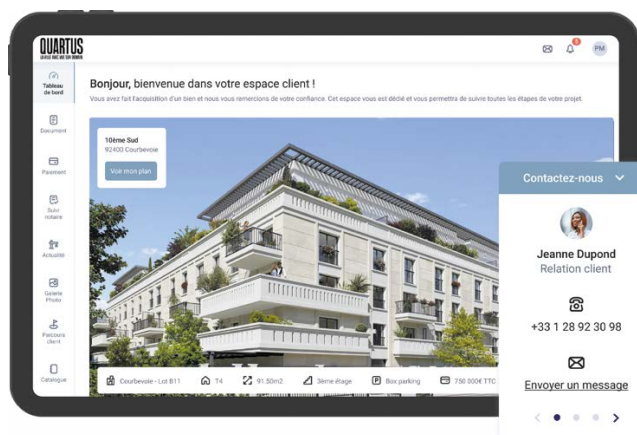 QUARTUS
Bonjour, bienvenue dans votre espace client !
Vous avez fait l'acquisition d'un bien et nous vous remercions de votre confiance. Cet espace vous est dédié et vous permettra de suivre toutes les étapes de votre projet.
5
PM
Tableau
de bord
Document
Paiement
Suivi
notaire
Actualité
Galerie
Photo
Parcours
client
Catalogue
10ème Sud
92400 Courbevoie
Voir mon plan
Courbevoie - Lot B11
T4
91.50m2
3ème étage
P Box parking
750 000€ TTC
Contactez-nous
Jeanne Dupond
Relation client
+33 1 28 92 30 98
Envoyer un message